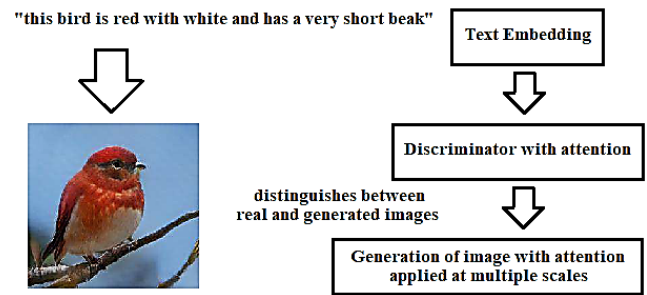 "this bird is red with white and has a very short beak"
Text Embedding
Discriminator with attention
distinguishes between
real and generated images
Generation of image with attention
applied at multiple scales